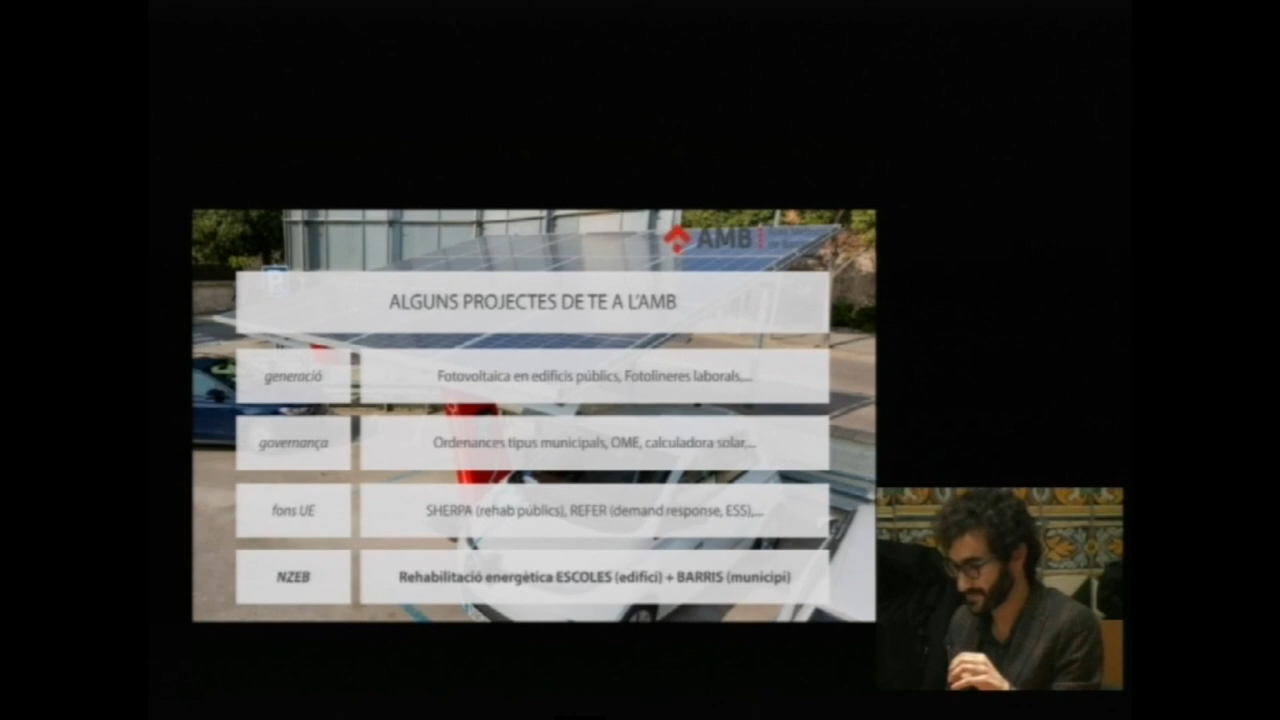 AMB
ALGUNS PROJECTES DE TE A L'AMB
generació
Fotovoltaica en edificis públics, Fotolineres laborals,...
governança
Ordenances tipus municipals, OME, calculadora solar,...
fons UE
SHERPA (rehab públics), REFER (demand response, ESS),...
NZEB
Rehabilitació energètica ESCOLES (edifici) + BARRIS (municipi)